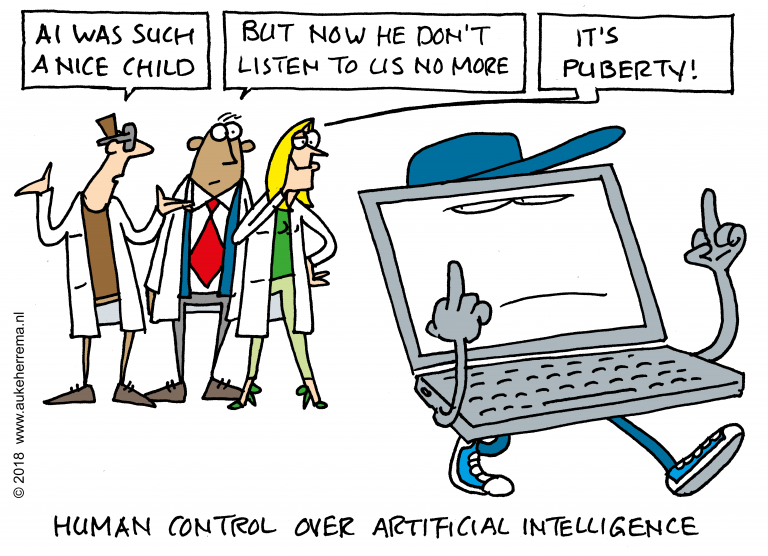 AI WAS SUCH
A NICE CHILD
BUT NOW HE DON'T
LISTEN TO US NO MORE
IT'S
PUBERTY!
© 2018 www.aukeherrema.nl
HUMAN CONTROL OVER ARTIFICIAL INTELLIGENCE